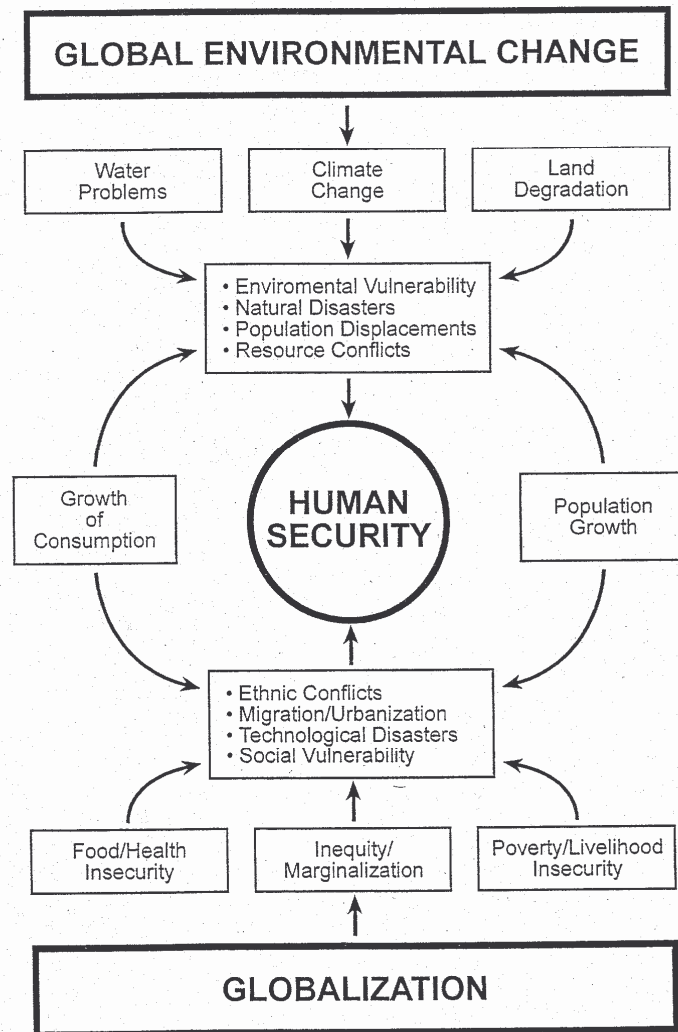 GLOBAL ENVIRONMENTAL CHANGE
Water
Problems
Climate
Change
Land
Degradation
• Enviromental Vulnerability
• Natural Disasters
• Population Displacements
• Resource Conflicts
Growth
of
Consumption
HUMAN
SECURITY
Population
Growth
• Ethnic Conflicts
• Migration/Urbanization
• Technological Disasters
• Social Vulnerability
Food/Health
Insecurity
Inequity/
Marginalization
Poverty/Livelihood
Insecurity
GLOBALIZATION